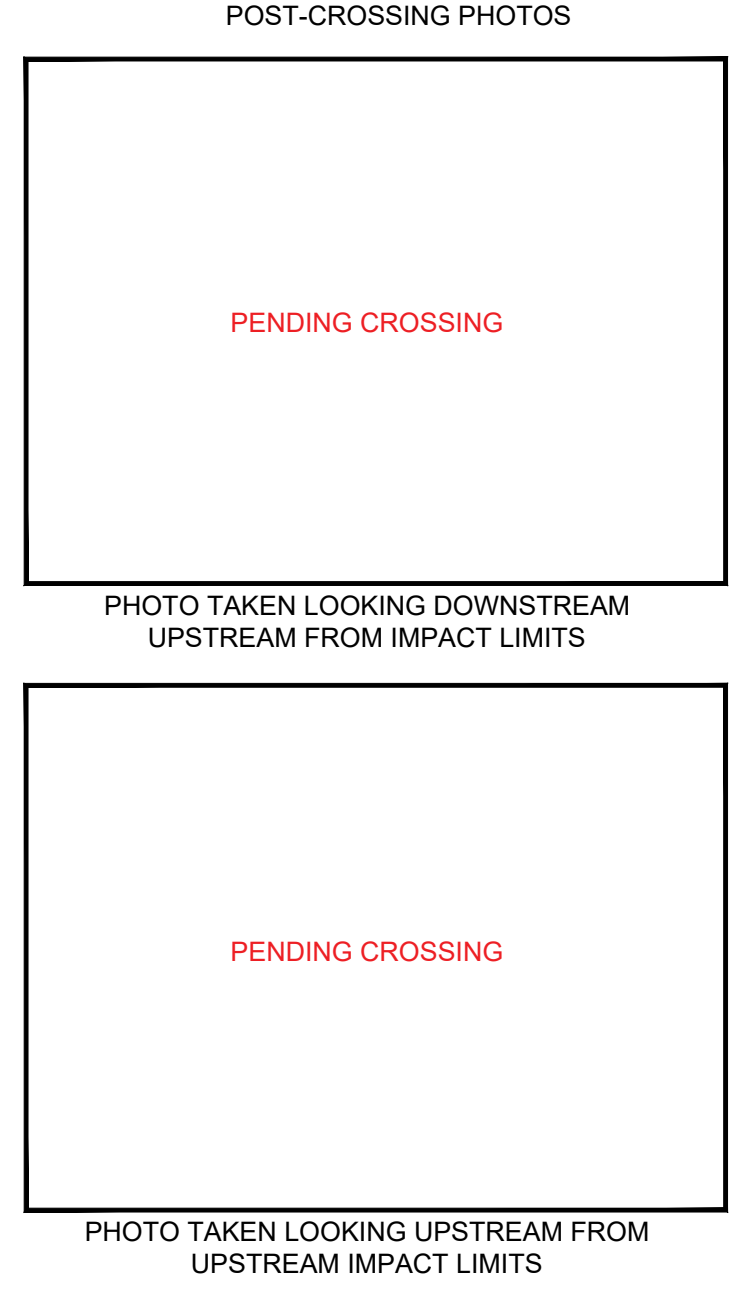 POST-CROSSING PHOTOS
PENDING CROSSING
PHOTO TAKEN LOOKING DOWNSTREAM
UPSTREAM FROM IMPACT LIMITS
PENDING CROSSING
PHOTO TAKEN LOOKING UPSTREAM FROM
UPSTREAM IMPACT LIMITS